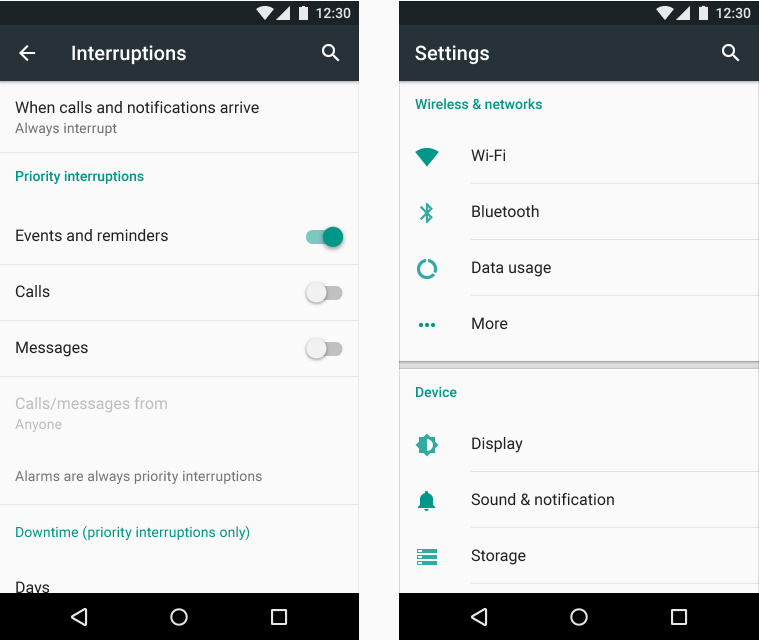 12:30
Interruptions
When calls and notifications arrive
Always interrupt
Priority interruptions
Events and reminders
Calls
Messages
Calls/messages from
Anyone
Alarms are always priority interruptions
Downtime (priority interruptions only)
Days
12:30
Settings
Wireless & networks
Wi-Fi
Bluetooth
Data usage
More
Device
Display
Sound & notification
Storage